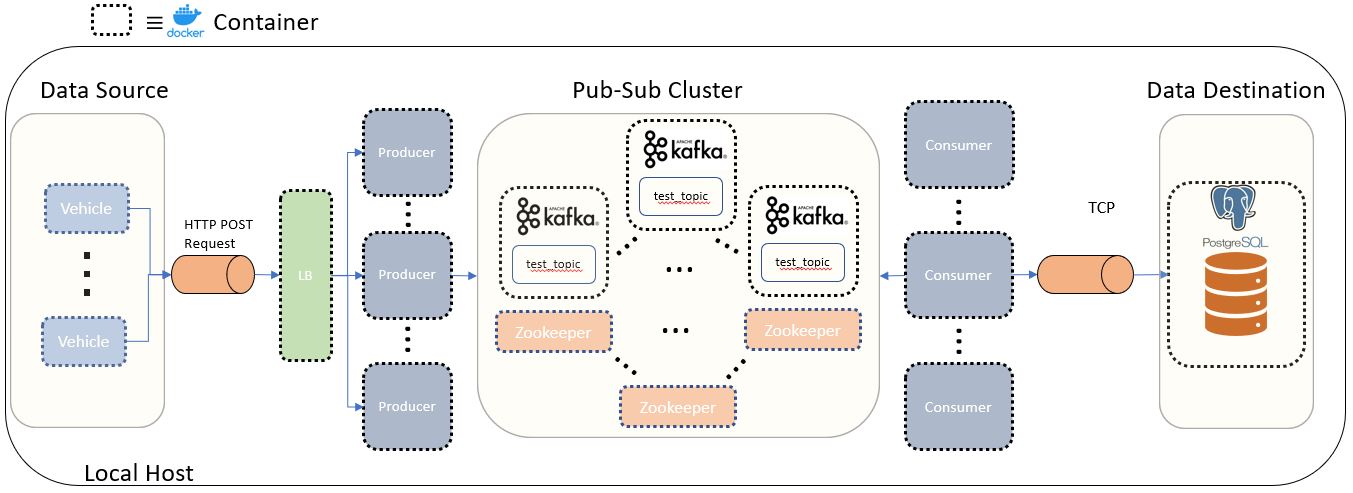 docker
Container
Data Source
Pub-Sub Cluster
Data Destination
Vehicle
Vehicle
HTTP POST
Request
LB
Producer
Producer
Producer
APACHE
kafka®
test_topic
APACHE
kafka®
test_topic
APACHE
kafka®
test_topic
Zookeeper
Zookeeper
Zookeeper
Consumer
Consumer
Consumer
TCP
PostgreSQL
Local Host